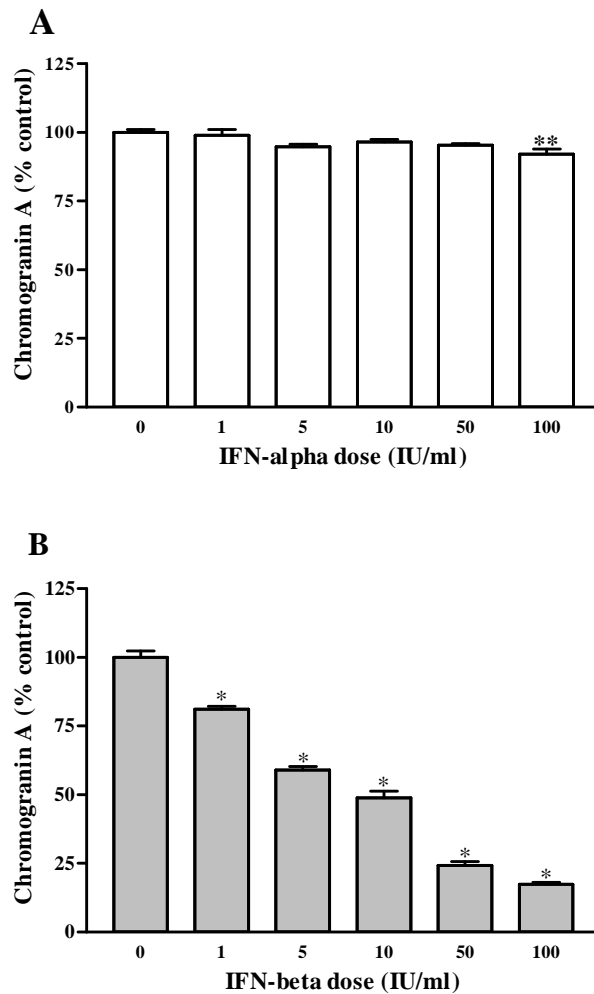 A
Chromogranin A (% control)
125
100
75
50
25
0
**
0 1 5 10 50 100
IFN-alpha dose (IU/ml)
B
Chromogranin A (% control)
125
100
75
50
25
0
* * * * *
0 1 5 10 50 100
IFN-beta dose (IU/ml)